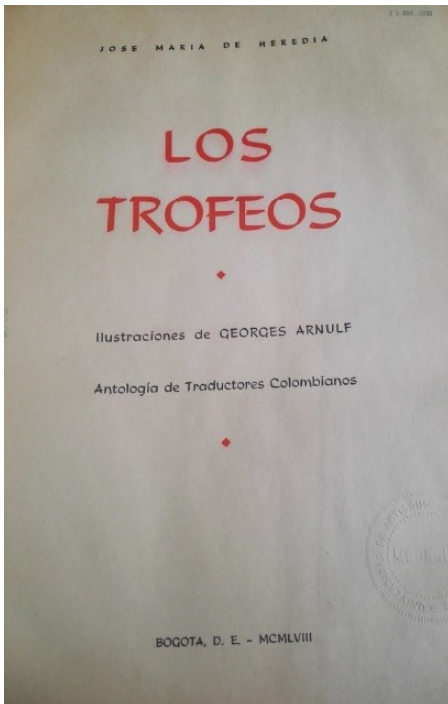 JOSE MARIA DE HEREDIA
LOS
TROFEOS
Ilustraciones de GEORGES ARNULF
Antología de Traductores Colombianos
BOGOTA, D. E. - MCMLVIII